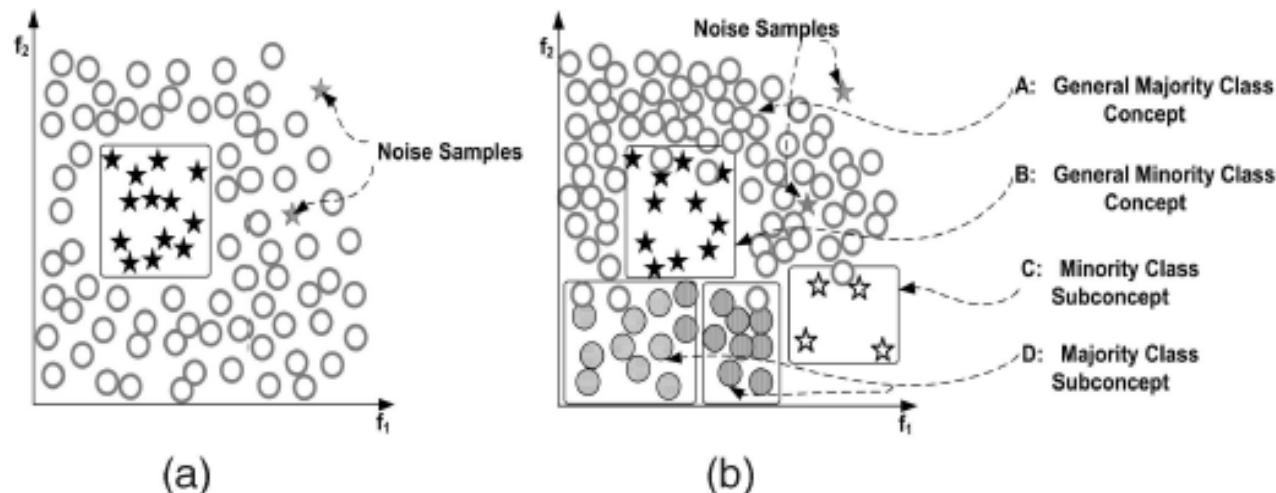 f2
Noise Samples
f1
(a)
Noise Samples
f2
A: General Majority Class
Concept
B: General Minority Class
Concept
C: Minority Class
Subconcept
D: Majority Class
Subconcept
f1
(b)